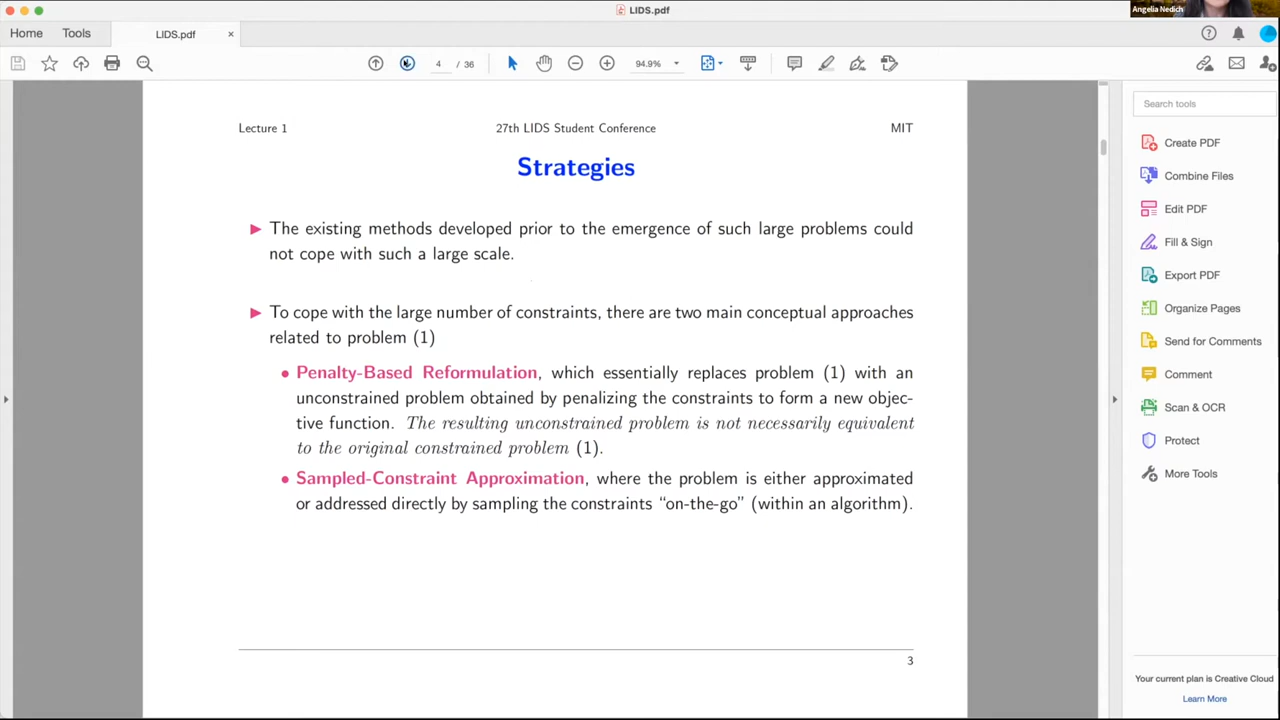 LIDS.pdf
Angelia Nedich
Home
Tools
LIDS.pdf
×
4 / 36
94.9%
Search tools
Create PDF
Combine Files
Edit PDF
Fill & Sign
Export PDF
Organize Pages
Send for Comments
Comment
Scan & OCR
Protect
More Tools
Your current plan is Creative Cloud
Learn More
Lecture 1 27th LIDS Student Conference MIT
Strategies
▶ The existing methods developed prior to the emergence of such large problems could
not cope with such a large scale.
▶ To cope with the large number of constraints, there are two main conceptual approaches
related to problem (1)
• Penalty-Based Reformulation, which essentially replaces problem (1) with an
unconstrained problem obtained by penalizing the constraints to form a new objec-
tive function. The resulting unconstrained problem is not necessarily equivalent
to the original constrained problem (1).
• Sampled-Constraint Approximation, where the problem is either approximated
or addressed directly by sampling the constraints “on-the-go” (within an algorithm).
3